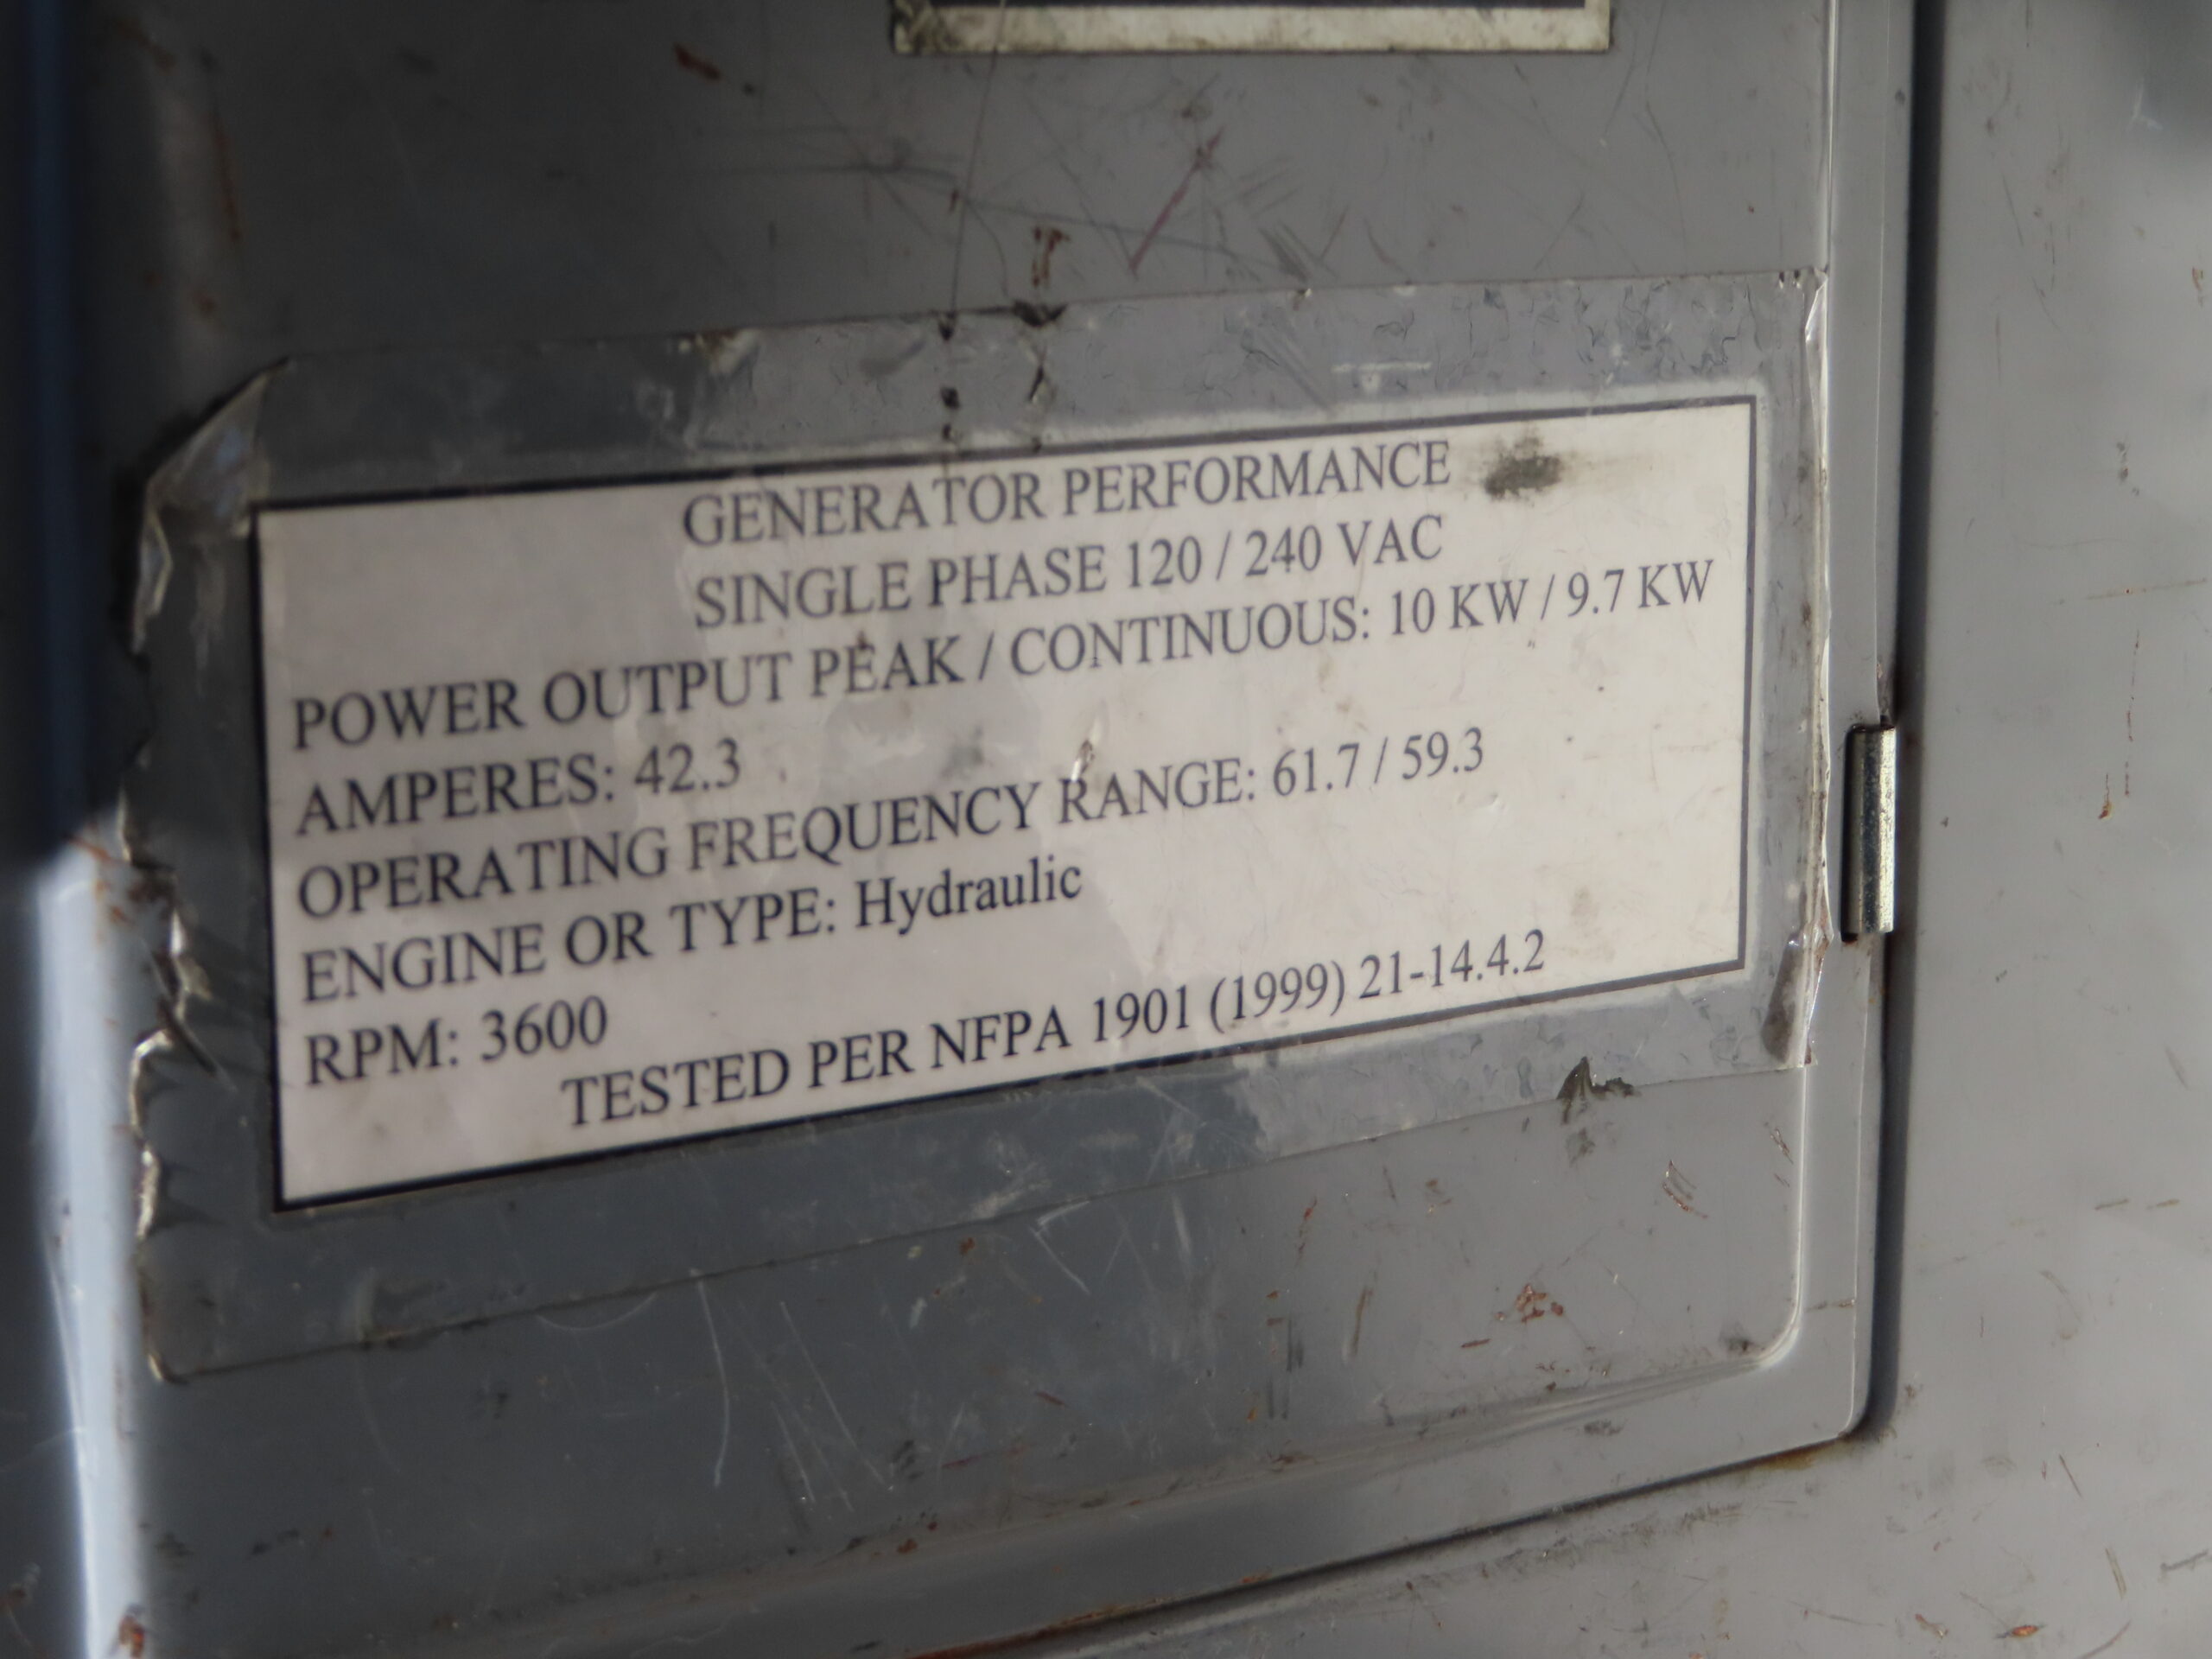 GENERATOR PERFORMANCE
SINGLE PHASE 120 / 240 VAC
POWER OUTPUT PEAK / CONTINUOUS: 10 KW / 9.7 KW
AMPERES: 42.3
OPERATING FREQUENCY RANGE: 61.7 / 59.3
ENGINE OR TYPE: Hydraulic
RPM: 3600
TESTED PER NFPA 1901 (1999) 21-14.4.2